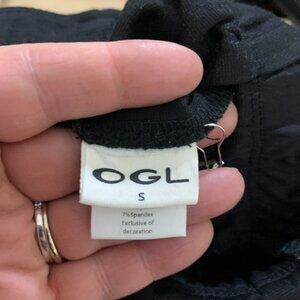 OGL
S
7%Spandex
Exclusive of
decoration